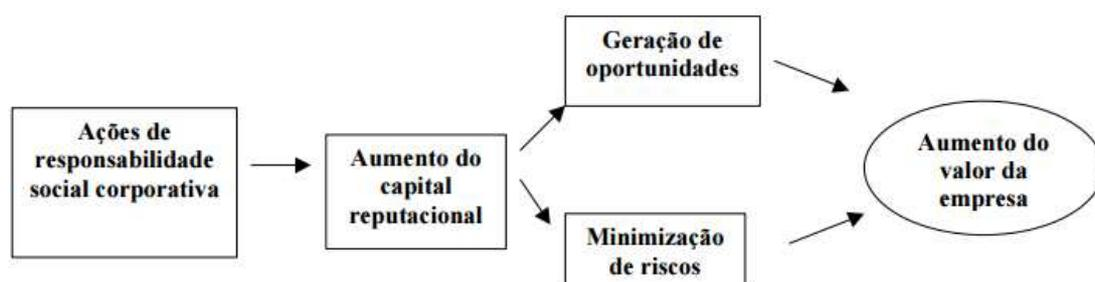 Ações de
responsabilidade
social corporativa
Aumento do
capital
reputacional
Geração de
oportunidades
Minimização
de riscos
Aumento do
valor da
empresa